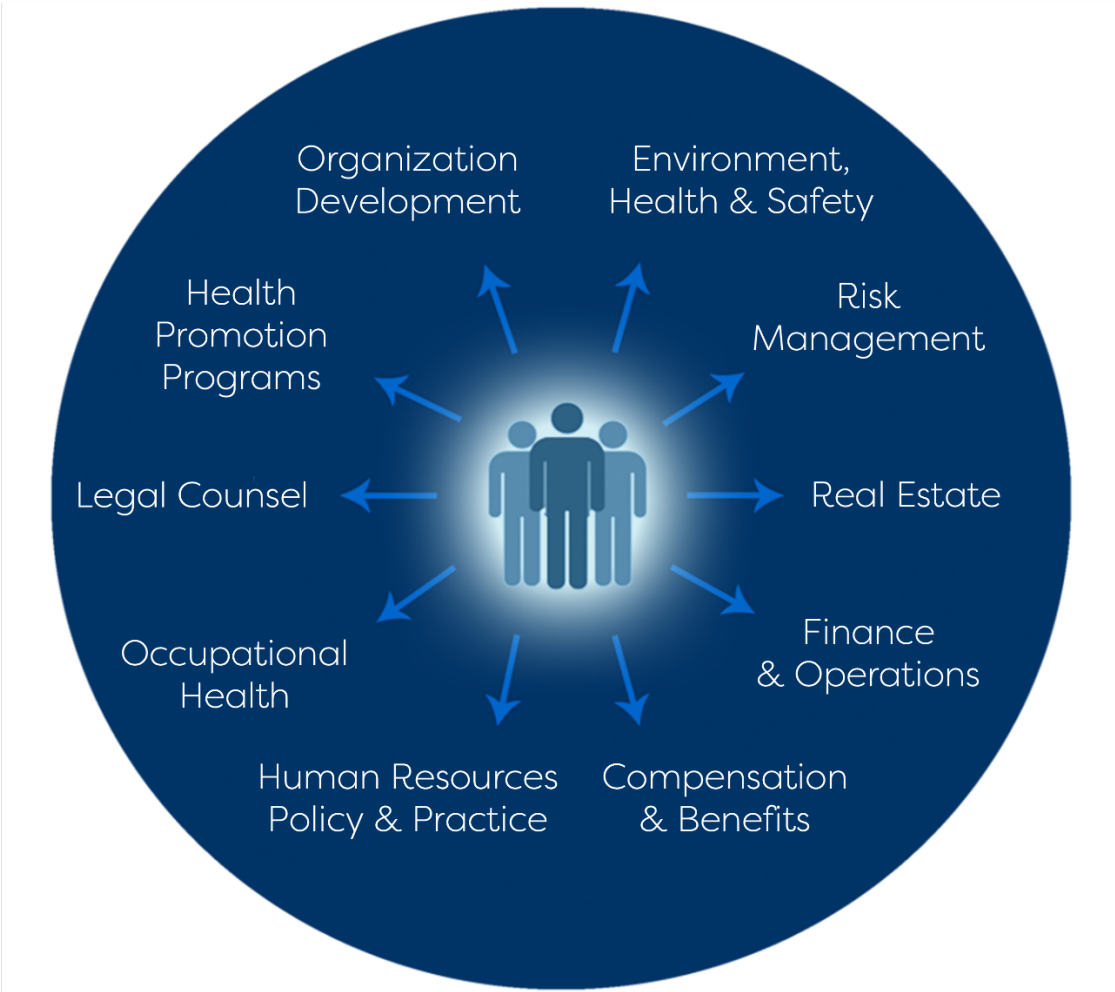 Organization
Development
Environment,
Health & Safety
Health
Promotion
Programs
Risk
Management
Legal Counsel
Real Estate
Occupational
Health
Finance
& Operations
Human Resources
Policy & Practice
Compensation
& Benefits